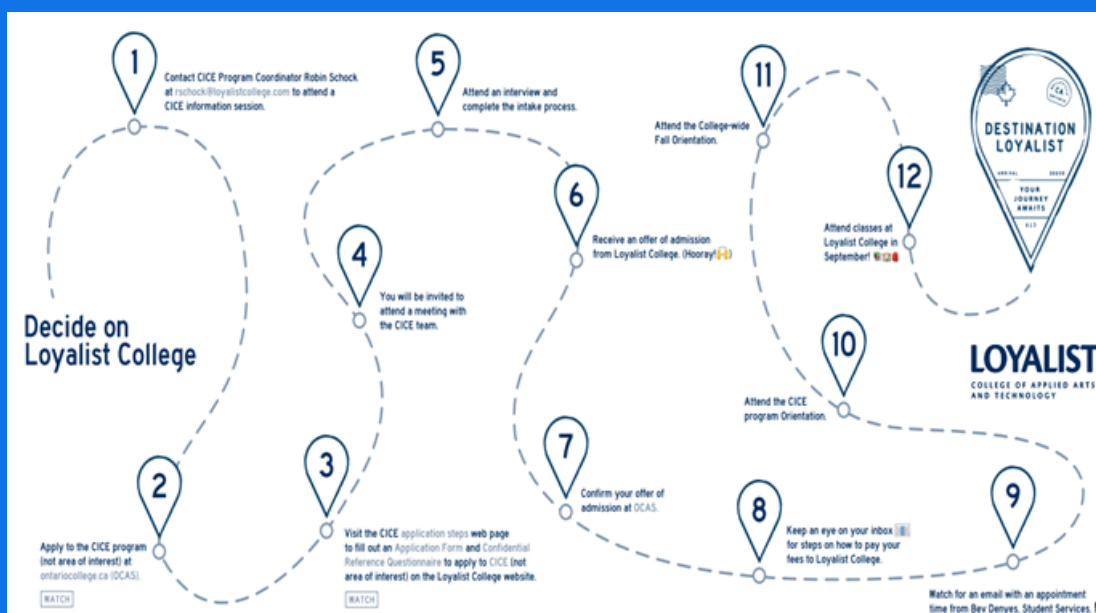 Decide on
Loyalist College
1
Contact CICE Program Coordinator Robin Schock
at rschock@loyalistcollege.com to attend a
CICE information session.
2
Apply to the CICE program
(not area of interest) at
ontariocollege.ca (OCAS).
WATCH
3
Visit the CICE application steps web page
to fill out an Application Form and Confidential
Reference Questionnaire to apply to CICE (not
area of interest) on the Loyalist College website.
WATCH
4
You will be invited to
attend a meeting with
the CICE team.
5
Attend an interview and
complete the intake process.
6
Receive an offer of admission
from Loyalist College. (Hooray!🙌)
7
Confirm your offer of
admission at OCAS.
8
Keep an eye on your inbox
for steps on how to pay your
fees to Loyalist College.
9
Watch for an email with an appointment
time from Bev Denyes, Student Services.
10
Attend the CICE
program Orientation.
11
Attend the College-wide
Fall Orientation.
12
Attend classes at
Loyalist College in
September!
DESTINATION
LOYALIST
ARRIVAL
YOUR
JOURNEY
AWAITS
LOYALIST
COLLEGE OF APPLIED ARTS
AND TECHNOLOGY